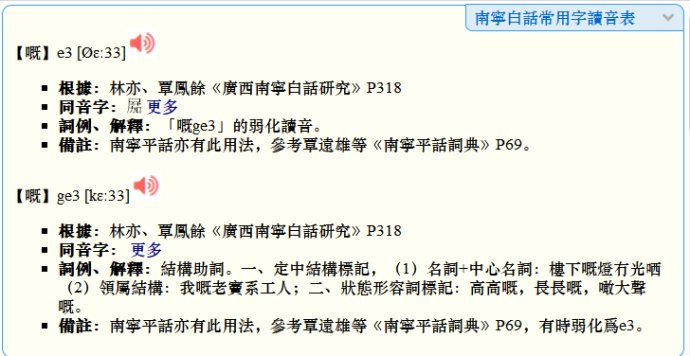 南寧白話常用字讀音表
【嘅】e3 [Øɛ:33]
根據：林亦、覃鳳餘《廣西南寧白話研究》P318
同音字： 更多
詞例、解釋：「嘅ge3」的弱化讀音。
備註：南寧平話亦有此用法，參考覃遠雄等《南寧平話詞典》P69。
【嘅】ge3 [kɛ:33]
根據：林亦、覃鳳餘《廣西南寧白話研究》P318
同音字： 更多
詞例、解釋：結構助詞。一、定中結構標記，（1）名詞+中心名詞：樓下嘅燈冇光哂
（2）領屬結構：我嘅老竇系工人；二、狀態形容詞標記：高高嘅，長長嘅，噉大聲
嘅。
備註：南寧平話亦有此用法，參考覃遠雄等《南寧平話詞典》P69，有時弱化爲e3。